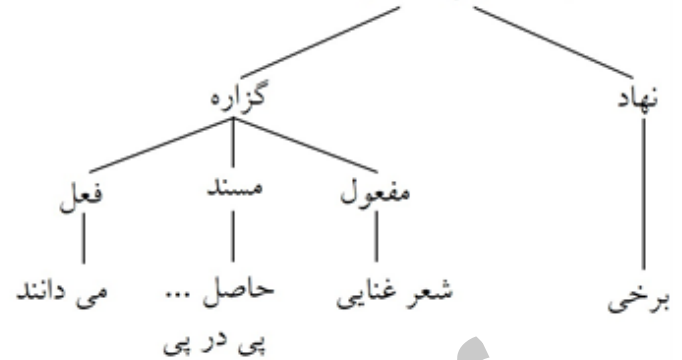 نهاد
گزاره
مفعول
مسند
فعل
برخی
شعر غنایی
حاصل ...
پی در پی
می دانند